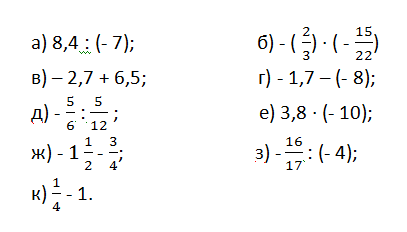 а) 8,4 : (- 7); б) - ( 2/3 ) · ( - 15/22)
в) – 2,7 + 6,5; г) - 1,7 – (- 8);
д) - 5/6 : 5/12 ; е) 3,8 · (- 10);
ж) - 1 1/2 - 3/4; з) - 16/17 : (- 4);
к) 1/4 - 1.